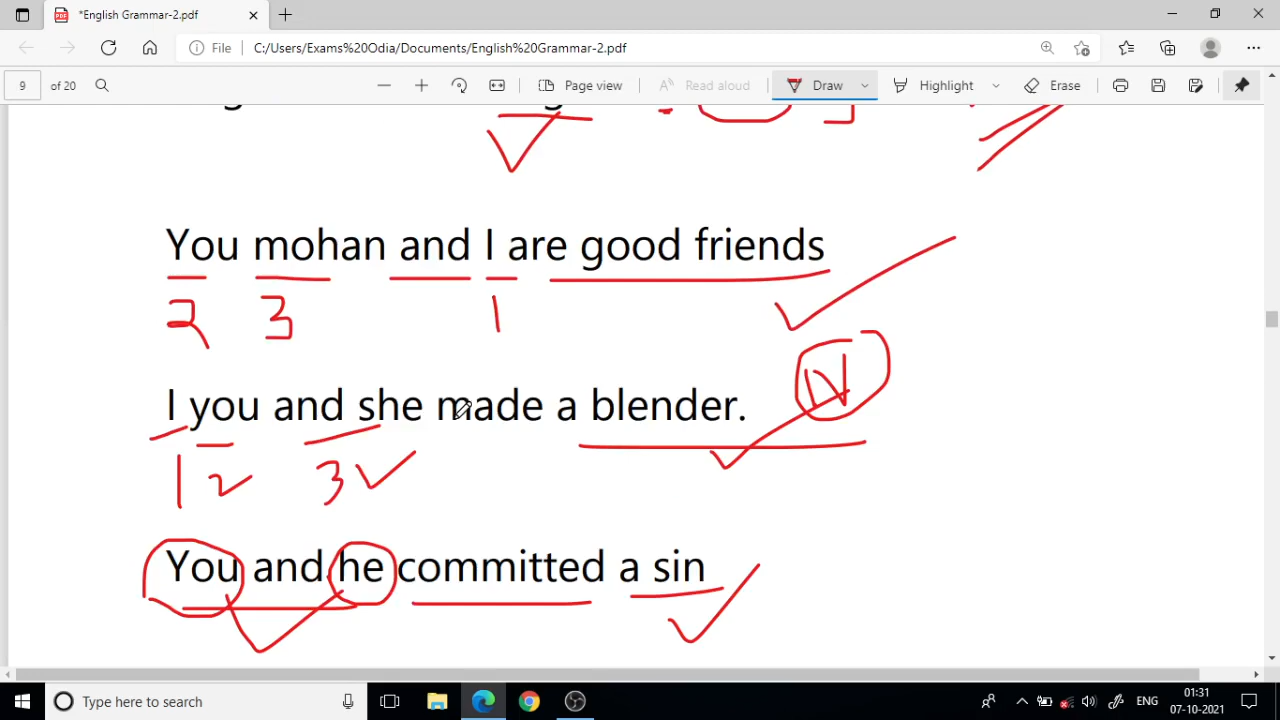 *English Grammar-2.pdf
File C:/Users/Exams%20Odia/Documents/English%20Grammar-2.pdf
9 of 20 Page view Read aloud Draw Highlight Erase
You mohan and I are good friends
2 3 1
N
I you and she made a blender.
1 2 3
You and he committed a sin
Type here to search ENG 01:31
07-10-2021